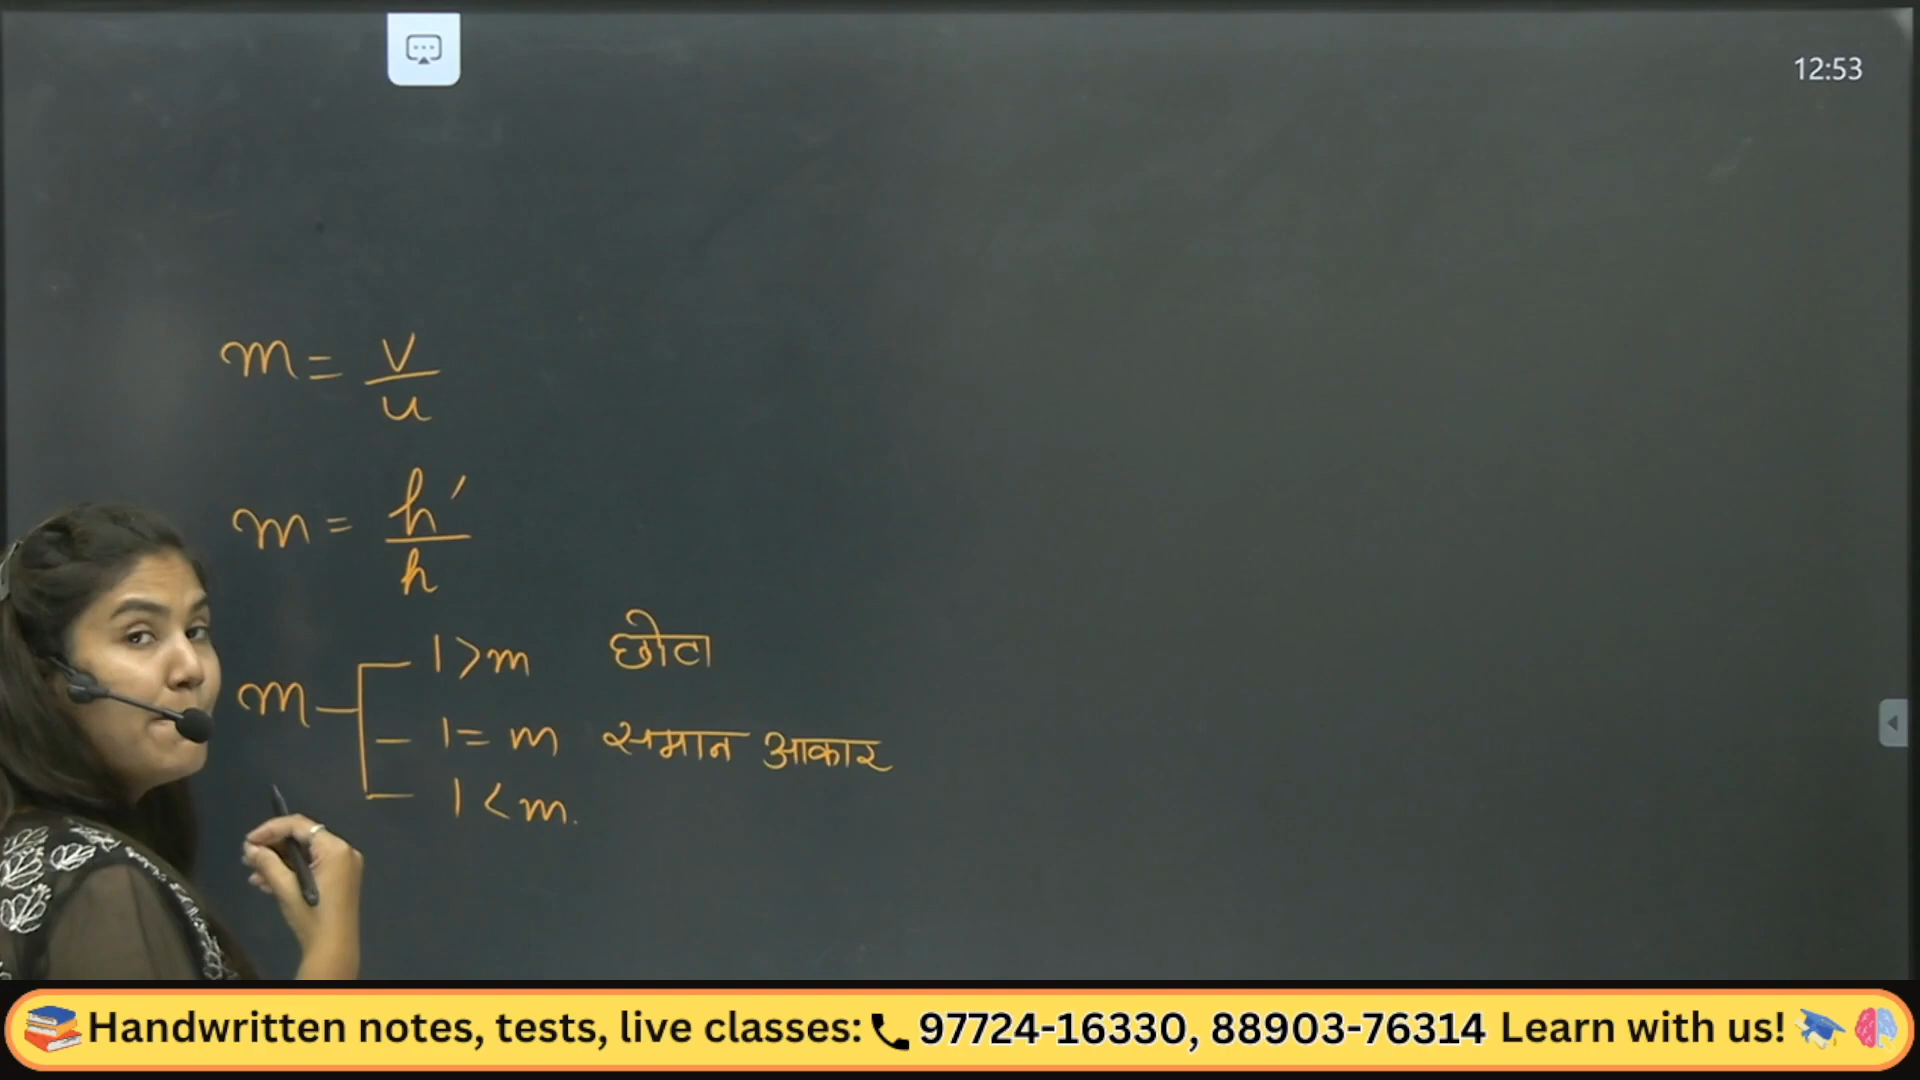 12:53
m = v/u
m = h'/h
m
1 > m छोटा
1 = m समान आकार
1 < m.
Handwritten notes, tests, live classes: 97724-16330, 88903-76314 Learn with us!